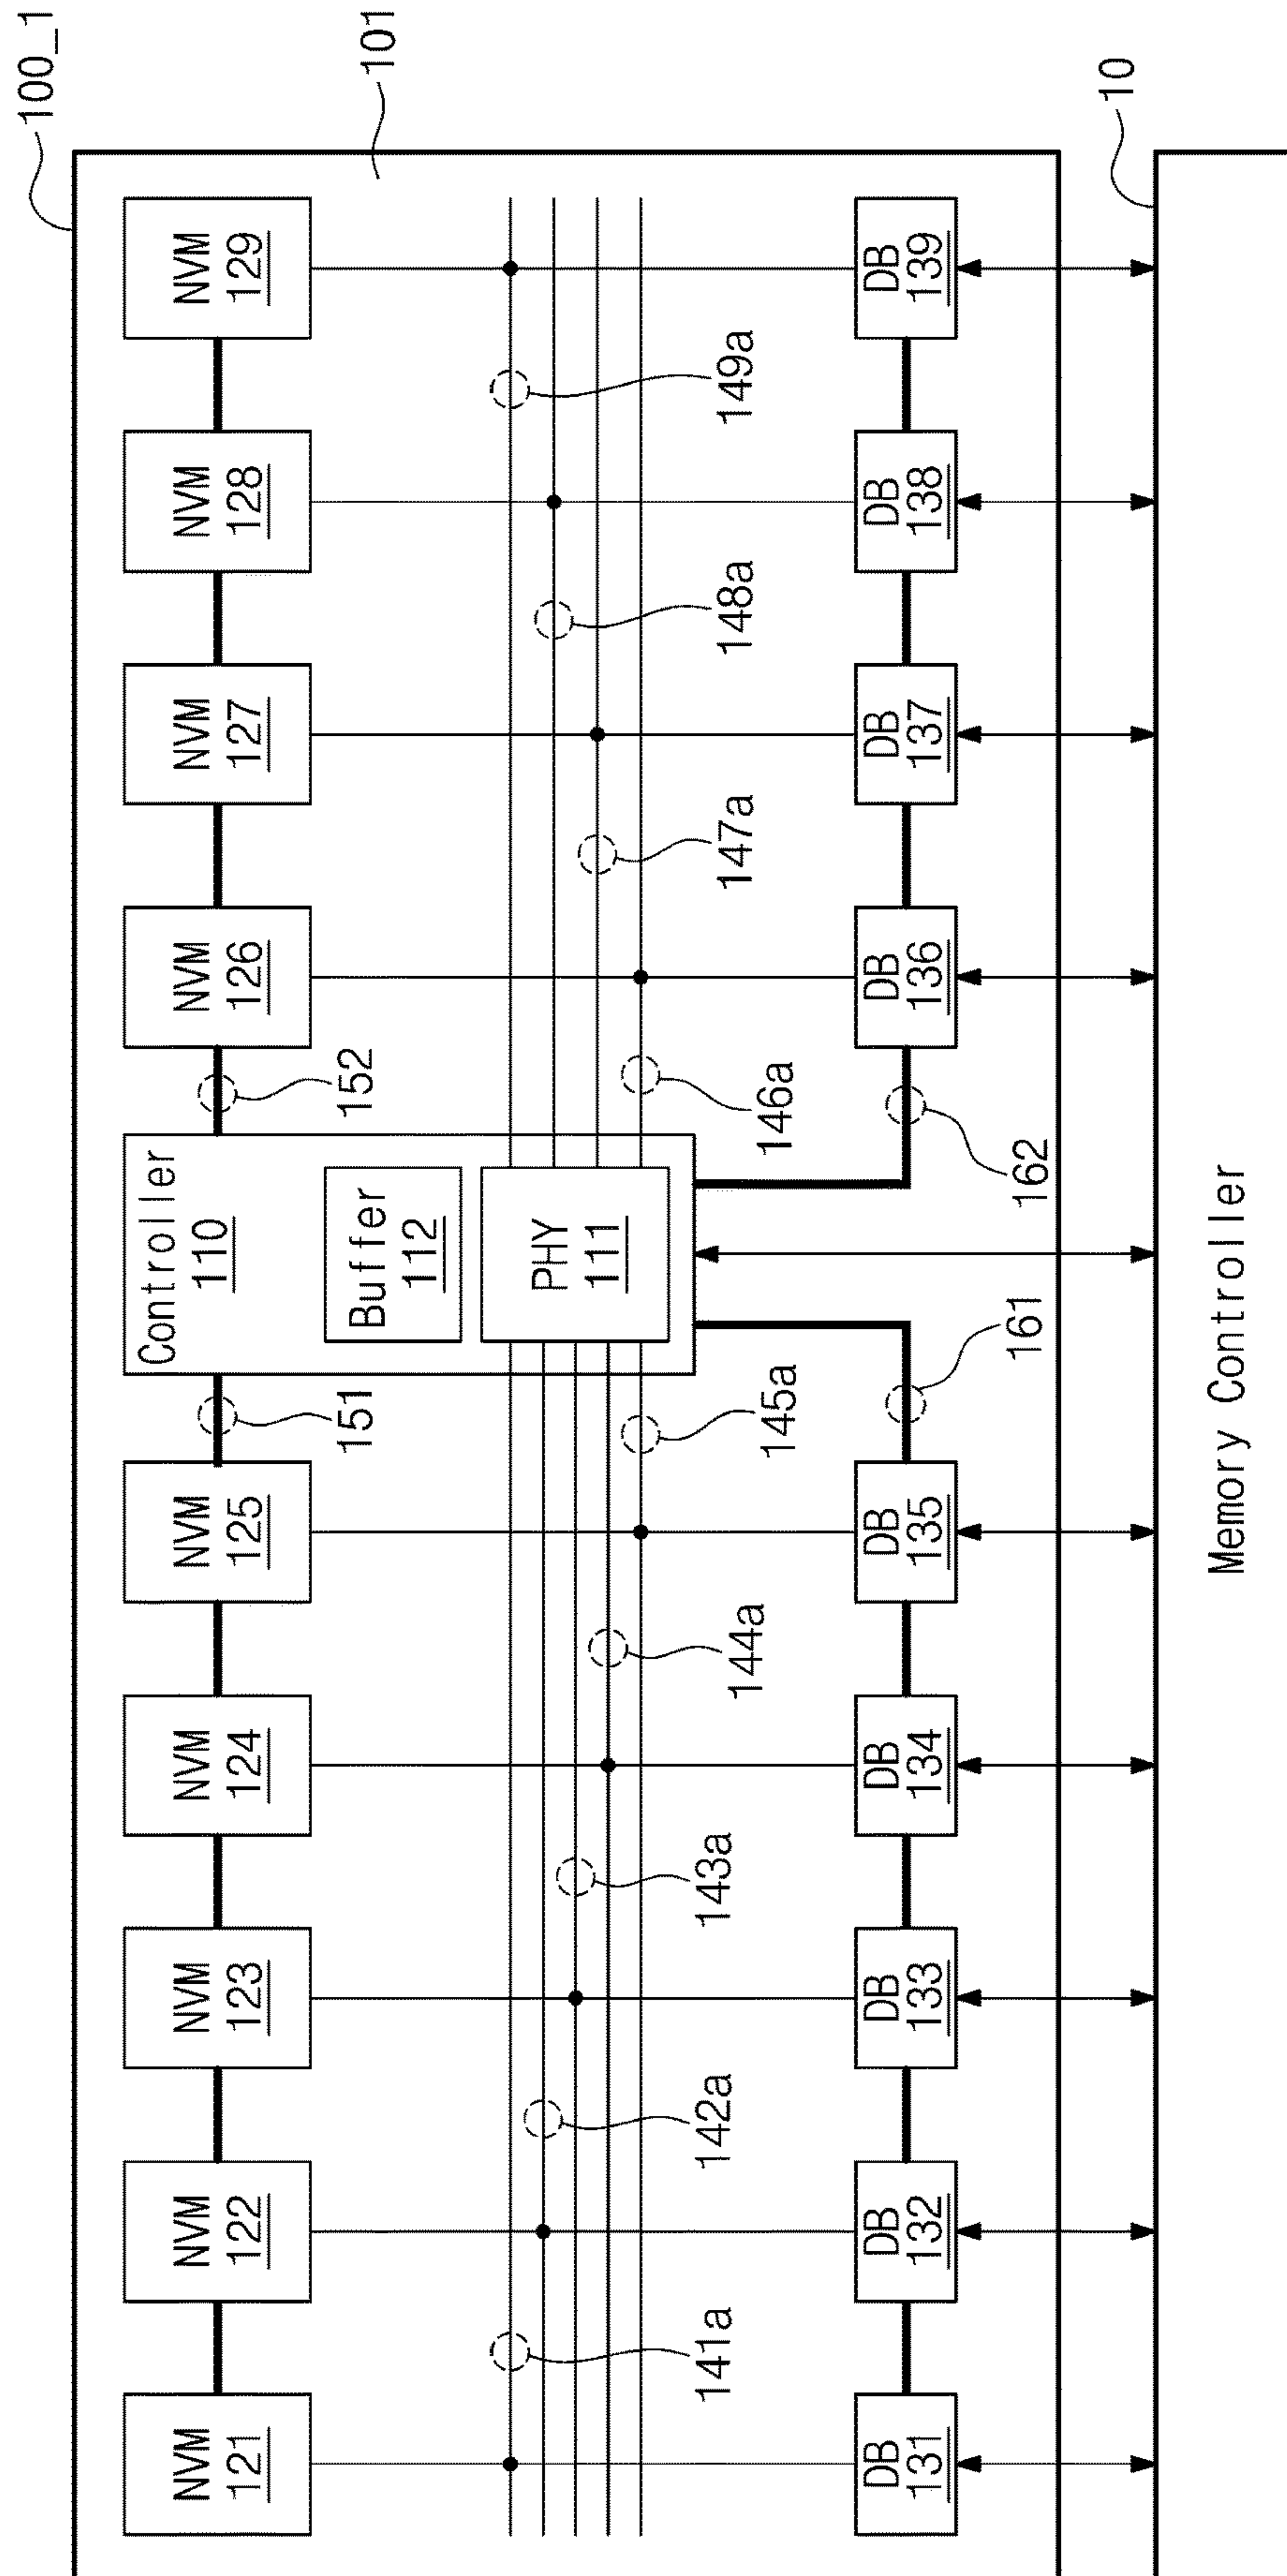 100_1
101
NVM
121
NVM
122
NVM
123
NVM
124
NVM
125
Controller
110
Buffer
112
PHY
111
NVM
126
NVM
127
NVM
128
NVM
129
151
152
141a
142a
143a
144a
145a
146a
147a
148a
149a
DB
131
DB
132
DB
133
DB
134
DB
135
161
162
DB
136
DB
137
DB
138
DB
139
10
Memory Controller